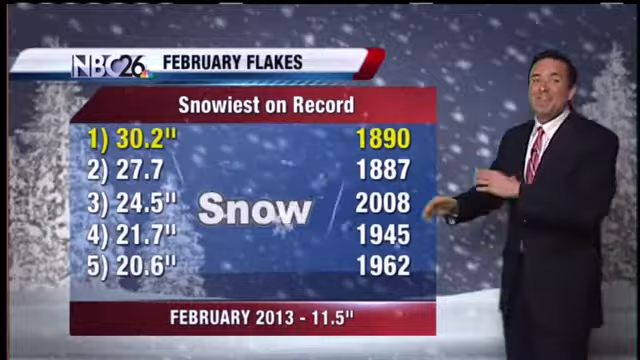 NBC26 FEBRUARY FLAKES
Snowiest on Record
1) 30.2" 1890
2) 27.7 1887
3) 24.5" 2008
4) 21.7" 1945
5) 20.6" 1962
Snow
FEBRUARY 2013 - 11.5"